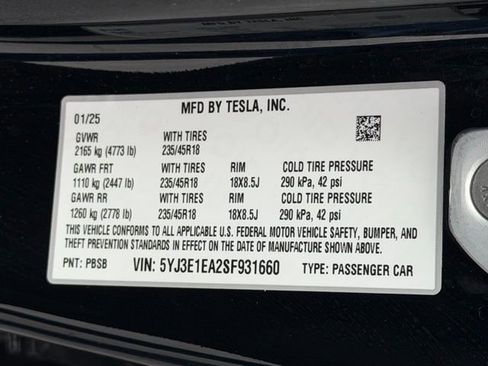 MFD BY TESLA, INC.
MFD BY TESLA, INC.
01/25
GVWR WITH TIRES
2165 kg (4773 lb) 235/45R18
GAWR FRT WITH TIRES RIM COLD TIRE PRESSURE
1110 kg (2447 lb) 235/45R18 18X8.5J 290 kPa, 42 psi
GAWR RR WITH TIRES RIM COLD TIRE PRESSURE
1260 kg (2778 lb) 235/45R18 18X8.5J 290 kPa, 42 psi
THIS VEHICLE CONFORMS TO ALL APPLICABLE U.S. FEDERAL MOTOR VEHICLE SAFETY, BUMPER, AND
THEFT PREVENTION STANDARDS IN EFFECT ON THE DATE OF MANUFACTURE SHOWN ABOVE.
PNT: PBSB VIN: 5YJ3E1EA2SF931660 TYPE: PASSENGER CAR